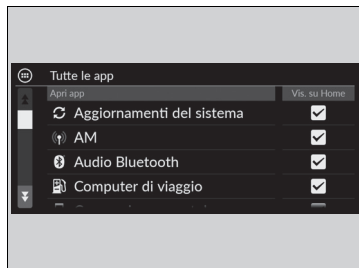 Tutte le app
Apri app Vis. su Home
Aggiornamenti del sistema
AM
Audio Bluetooth
Computer di viaggio